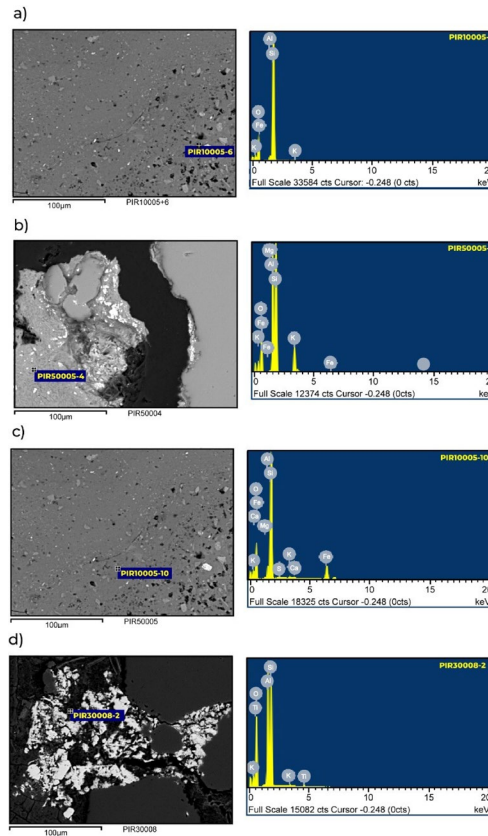 a)
PIR10005-6
100µm
PIR10005+6
PIR10005-
Al
Si
O
Fe
K
K
0 5 10 15 20
Full Scale 33584 cts Cursor: -0.248 (0 cts) keV
b)
PIR50005-4
100µm
PIR50004
PIR50005-
Mg
Al
Si
O
Fe
K
K
Fe
Fe
0 5 10 15 20
Full Scale 12374 cts Cursor -0.248 (0cts) keV
c)
PIR10005-10
100µm
PIR50005
PIR10005-10
Al
Si
O
Fe
Ca
Mg
K
K
S
Ca
Fe
0 5 10 15 20
Full Scale 18325 cts Cursor -0.248 (0cts) keV
d)
PIR30008-2
100µm
PIR30008
PIR30008-2
Al
O
Ti
K
K
Ti
0 5 10 15 20
Full Scale 15082 cts Cursor -0.248 (0cts) keV